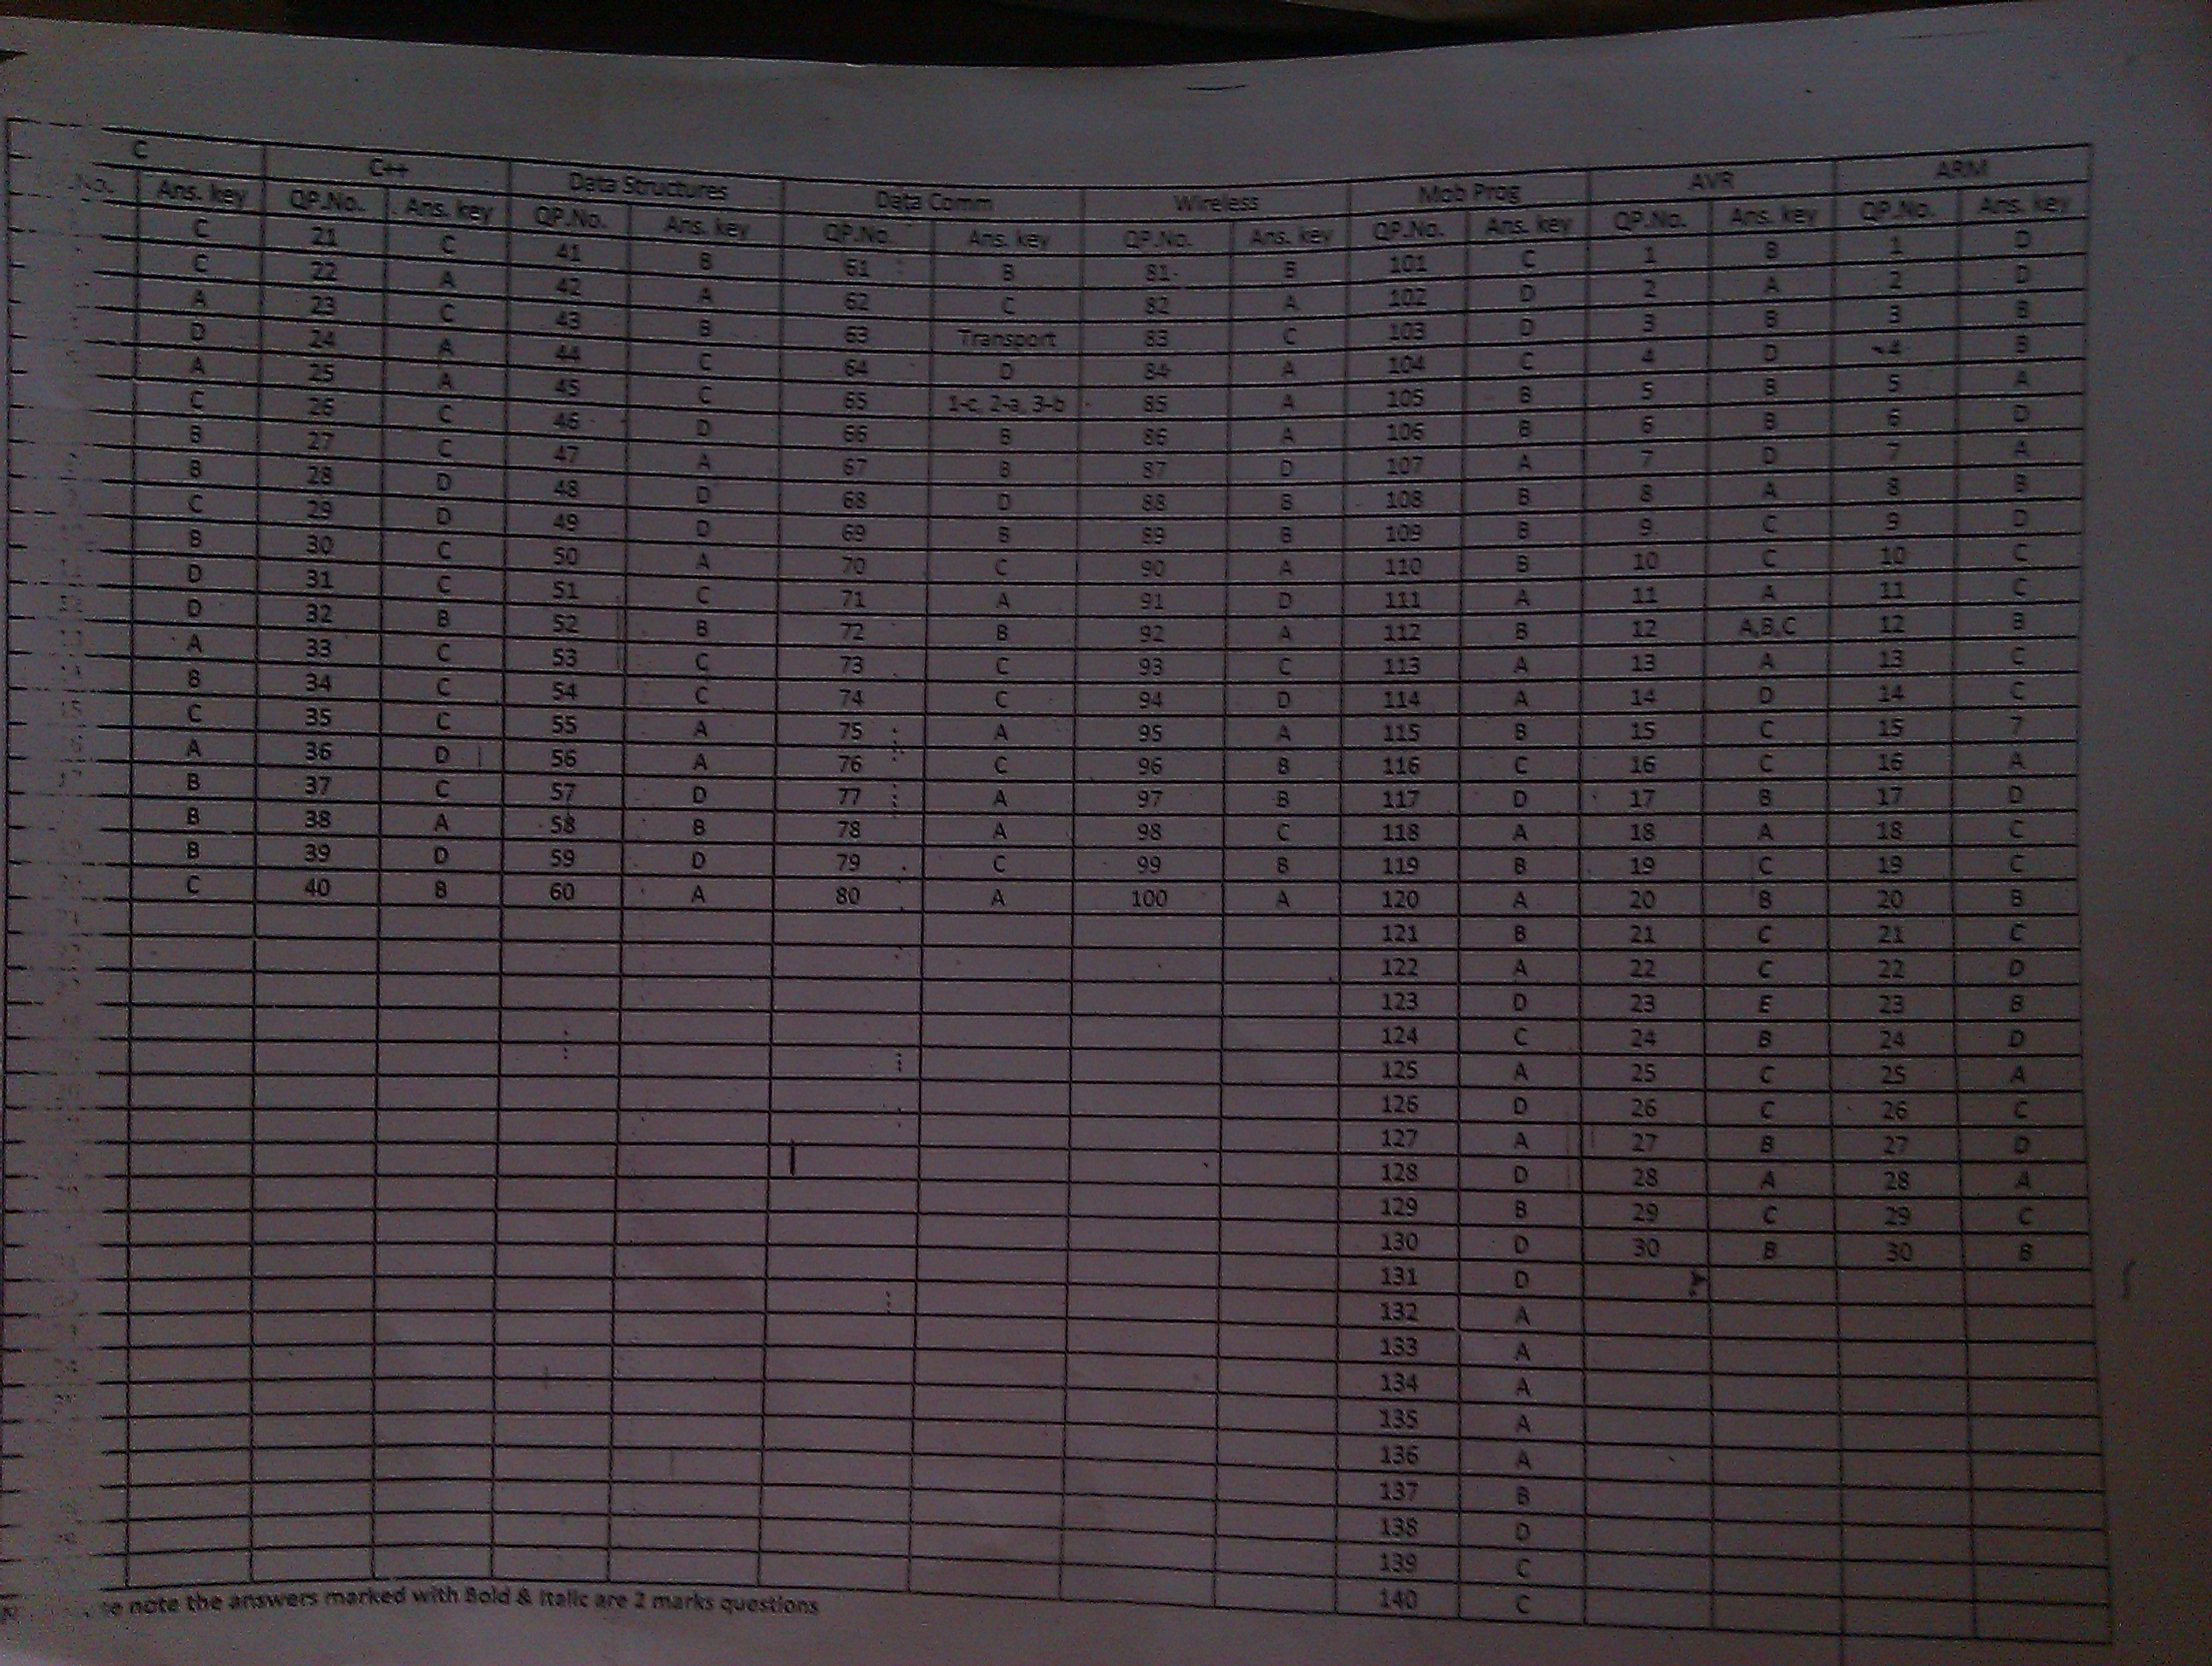 C C++ Data Structures Data Comm Wireless Mob Prog AVR ARM
No. Ans. key QP.No. Ans. key QP.No. Ans. key QP.No. Ans. key QP.No. Ans. key QP.No. Ans. key QP.No. Ans. key QP.No. Ans. key
C 21 C 41 B 61 B 81 B 101 C 1 B 1 D
C 22 A 42 A 62 C 82 A 102 D 2 A 2 D
A 23 C 43 B 63 Transport 83 C 103 D 3 B 3 B
D 24 A 44 C 64 D 84 A 104 C 4 D 4 B
A 25 A 45 C 65 1-c, 2-a, 3-b 85 A 105 B 5 B 5 A
C 26 C 46 D 66 B 86 A 106 B 6 B 6 D
B 27 C 47 A 67 B 87 D 107 A 7 D 7 A
B 28 D 48 D 68 D 88 B 108 B 8 A 8 B
C 29 D 49 D 69 B 89 B 109 B 9 C 9 D
B 30 C 50 A 70 C 90 A 110 B 10 C 10 C
D 31 C 51 C 71 A 91 D 111 A 11 A 11 C
D 32 B 52 B 72 B 92 A 112 B 12 A,B,C 12 B
A 33 C 53 C 73 C 93 C 113 A 13 A 13 C
B 34 C 54 C 74 C 94 D 114 A 14 D 14 C
C 35 C 55 A 75 A 95 A 115 B 15 C 15 7
A 36 D 56 A 76 C 96 B 116 C 16 C 16 A
B 37 C 57 D 77 A 97 B 117 D 17 B 17 D
B 38 A 58 B 78 A 98 C 118 A 18 A 18 C
B 39 D 59 D 79 C 99 B 119 B 19 C 19 C
C 40 B 60 A 80 A 100 A 120 A 20 B 20 B
121 B 21 C 21 C
122 A 22 C 22 D
123 D 23 E 23 B
124 C 24 B 24 D
125 A 25 C 25 A
126 D 26 C 26 C
127 A 27 B 27 D
128 D 28 A 28 A
129 B 29 C 29 C
130 D 30 B 30 B
131 D
132 A
133 A
134 A
135 A
136 A
137 B
138 D
139 C
140 C
note the answers marked with Bold & Italic are 2 marks questions